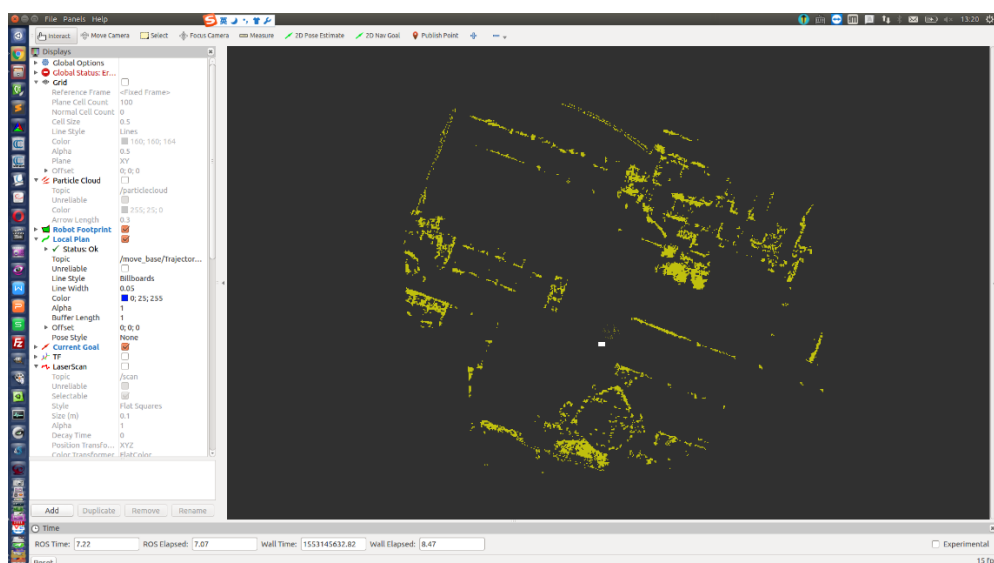 File Panels Help
英
13:20
Interact Move Camera Select Focus Camera Measure 2D Pose Estimate 2D Nav Goal Publish Point
Displays
Global Options
Global Status: Er...
Grid
Reference Frame <Fixed Frame>
Plane Cell Count 100
Normal Cell Count 0
Cell Size 0.5
Line Style Lines
Color 160; 160; 164
Alpha 0.5
Plane XY
Offset 0; 0; 0
Particle Cloud
Topic /particlecloud
Unreliable
Color 255; 25; 0
Arrow Length 0.3
Robot Footprint
Local Plan
Status: Ok
Topic /move_base/Trajector...
Unreliable
Line Style Billboards
Line Width 0.05
Color 0; 25; 255
Alpha 1
Buffer Length 1
Offset 0; 0; 0
Pose Style None
Current Goal
TF
LaserScan
Topic /scan
Unreliable
Selectable
Style Flat Squares
Size (m) 0.1
Alpha 1
Decay Time 0
Position Transfo... XYZ
Color Transformer FlatColor
Add Duplicate Remove Rename
Time
ROS Time: 7.22 ROS Elapsed: 7.07 Wall Time: 1553145632.82 Wall Elapsed: 8.47 Experimental
Reset 15 fp